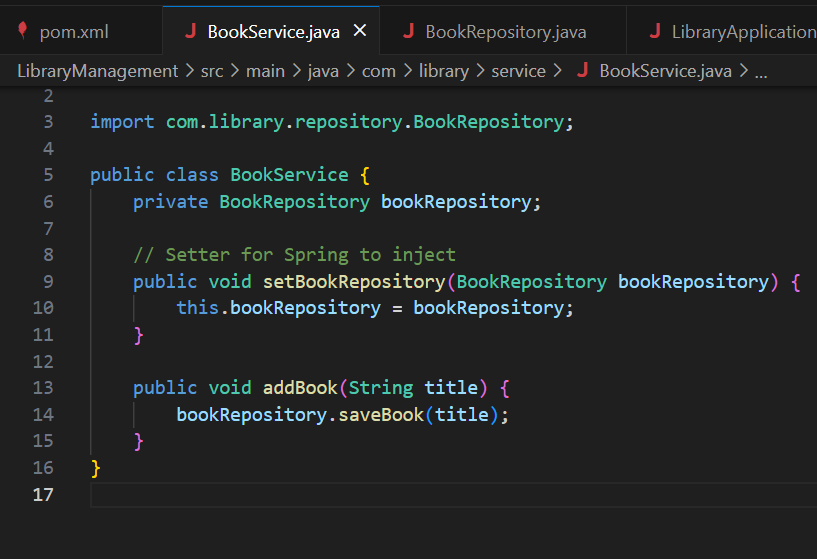 pom.xml BookService.java BookRepository.java LibraryApplication
LibraryManagement > src > main > java > com > library > service > BookService.java > ...
2
3 import com.library.repository.BookRepository;
4
5 public class BookService {
6 private BookRepository bookRepository;
7
8 // Setter for Spring to inject
9 public void setBookRepository(BookRepository bookRepository) {
10 this.bookRepository = bookRepository;
11 }
12
13 public void addBook(String title) {
14 bookRepository.saveBook(title);
15 }
16 }
17